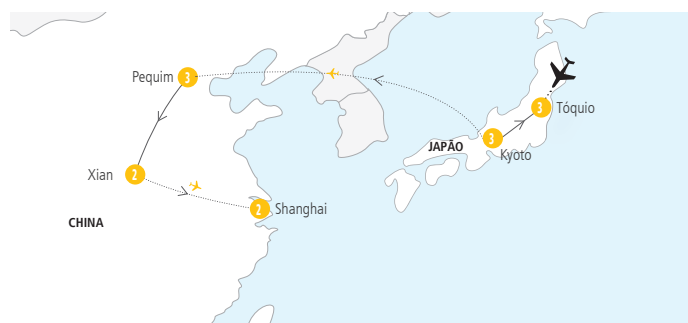 Pequim
3
3
Tóquio
3
JAPÃO
Kyoto
Xian
2
2
Shanghai
CHINA